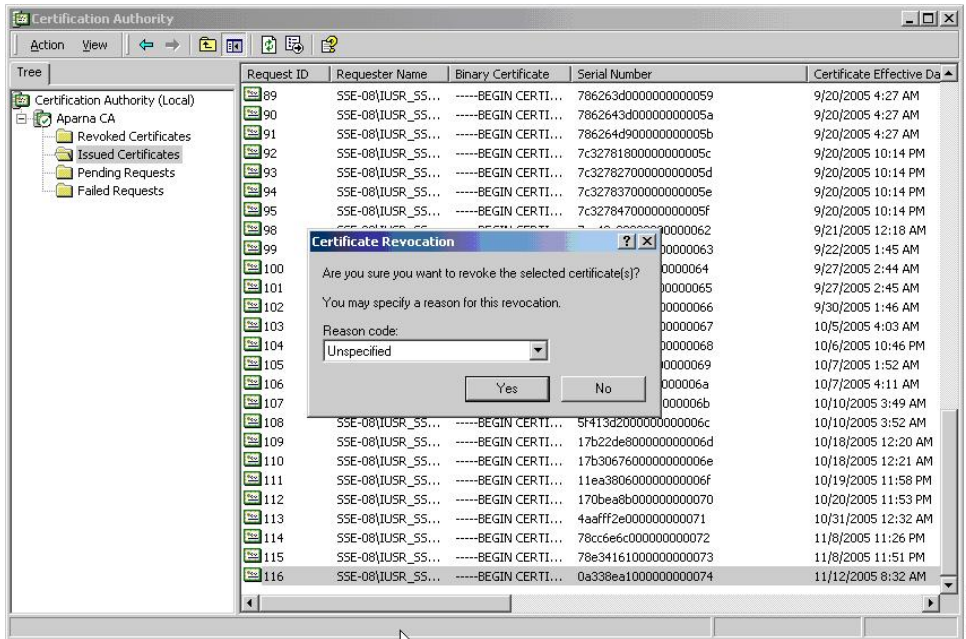 Certification Authority
Action View
Tree
Certification Authority (Local)
Aparna CA
Revoked Certificates
Issued Certificates
Pending Requests
Failed Requests
Request ID Requester Name Binary Certificate Serial Number Certificate Effective Da
89 SSE-08\IUSR_SS... -----BEGIN CERTI... 786263d0000000000059 9/20/2005 4:27 AM
90 SSE-08\IUSR_SS... -----BEGIN CERTI... 7862643d00000000005a 9/20/2005 4:27 AM
91 SSE-08\IUSR_SS... -----BEGIN CERTI... 786264d900000000005b 9/20/2005 4:27 AM
92 SSE-08\IUSR_SS... -----BEGIN CERTI... 7c32781800000000005c 9/20/2005 10:14 PM
93 SSE-08\IUSR_SS... -----BEGIN CERTI... 7c32782700000000005d 9/20/2005 10:14 PM
94 SSE-08\IUSR_SS... -----BEGIN CERTI... 7c32783700000000005e 9/20/2005 10:14 PM
95 SSE-08\IUSR_SS... -----BEGIN CERTI... 7c32784700000000005f 9/20/2005 10:14 PM
98 9/21/2005 12:18 AM
99 9/22/2005 1:45 AM
100 9/27/2005 2:44 AM
101 9/27/2005 2:45 AM
102 9/30/2005 1:46 AM
103 10/5/2005 4:03 AM
104 10/6/2005 10:46 PM
105 10/7/2005 1:52 AM
106 10/7/2005 4:11 AM
107 10/10/2005 3:49 AM
108 SSE-08\IUSR_SS... -----BEGIN CERTI... 5f413d2000000000006c 10/10/2005 3:52 AM
109 SSE-08\IUSR_SS... -----BEGIN CERTI... 17b22de800000000006d 10/18/2005 12:20 AM
110 SSE-08\IUSR_SS... -----BEGIN CERTI... 17b3067600000000006e 10/18/2005 12:21 AM
111 SSE-08\IUSR_SS... -----BEGIN CERTI... 11ea380600000000006f 10/19/2005 11:58 PM
112 SSE-08\IUSR_SS... -----BEGIN CERTI... 170bea8b000000000070 10/20/2005 11:53 PM
113 SSE-08\IUSR_SS... -----BEGIN CERTI... 4aafff2e000000000071 10/31/2005 12:32 AM
114 SSE-08\IUSR_SS... -----BEGIN CERTI... 78cc6e6c000000000072 11/8/2005 11:26 PM
115 SSE-08\IUSR_SS... -----BEGIN CERTI... 78e34161000000000073 11/8/2005 11:51 PM
116 SSE-08\IUSR_SS... -----BEGIN CERTI... 0a338ea1000000000074 11/12/2005 8:32 AM
Certificate Revocation
Are you sure you want to revoke the selected certificate(s)?
You may specify a reason for this revocation.
Reason code:
Unspecified
Yes No